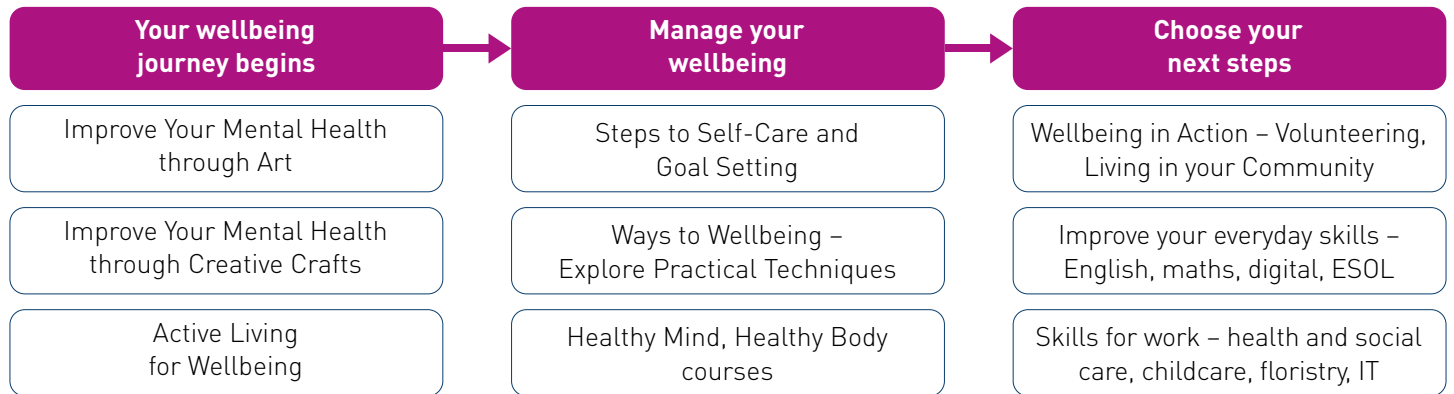 Your wellbeing
journey begins
Improve Your Mental Health
through Art
Improve Your Mental Health
through Creative Crafts
Active Living
for Wellbeing
Manage your
wellbeing
Steps to Self-Care and
Goal Setting
Ways to Wellbeing –
Explore Practical Techniques
Healthy Mind, Healthy Body
courses
Choose your
next steps
Wellbeing in Action – Volunteering,
Living in your Community
Improve your everyday skills –
English, maths, digital, ESOL
Skills for work – health and social
care, childcare, floristry, IT